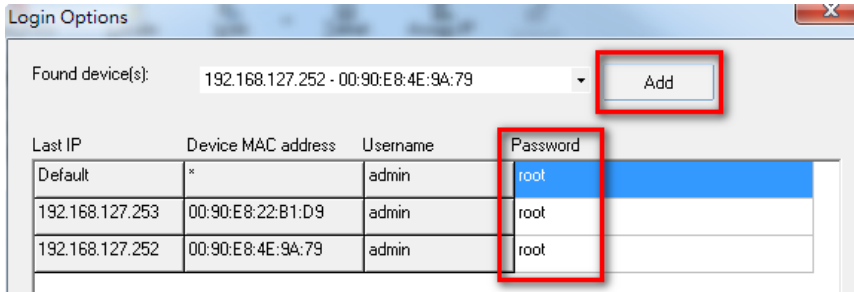 Login Options
Found device(s): 192.168.127.252 - 00:90:E8:4E:9A:79 Add
Last IP Device MAC address Username Password
Default * admin root
192.168.127.253 00:90:E8:22:B1:D9 admin root
192.168.127.252 00:90:E8:4E:9A:79 admin root